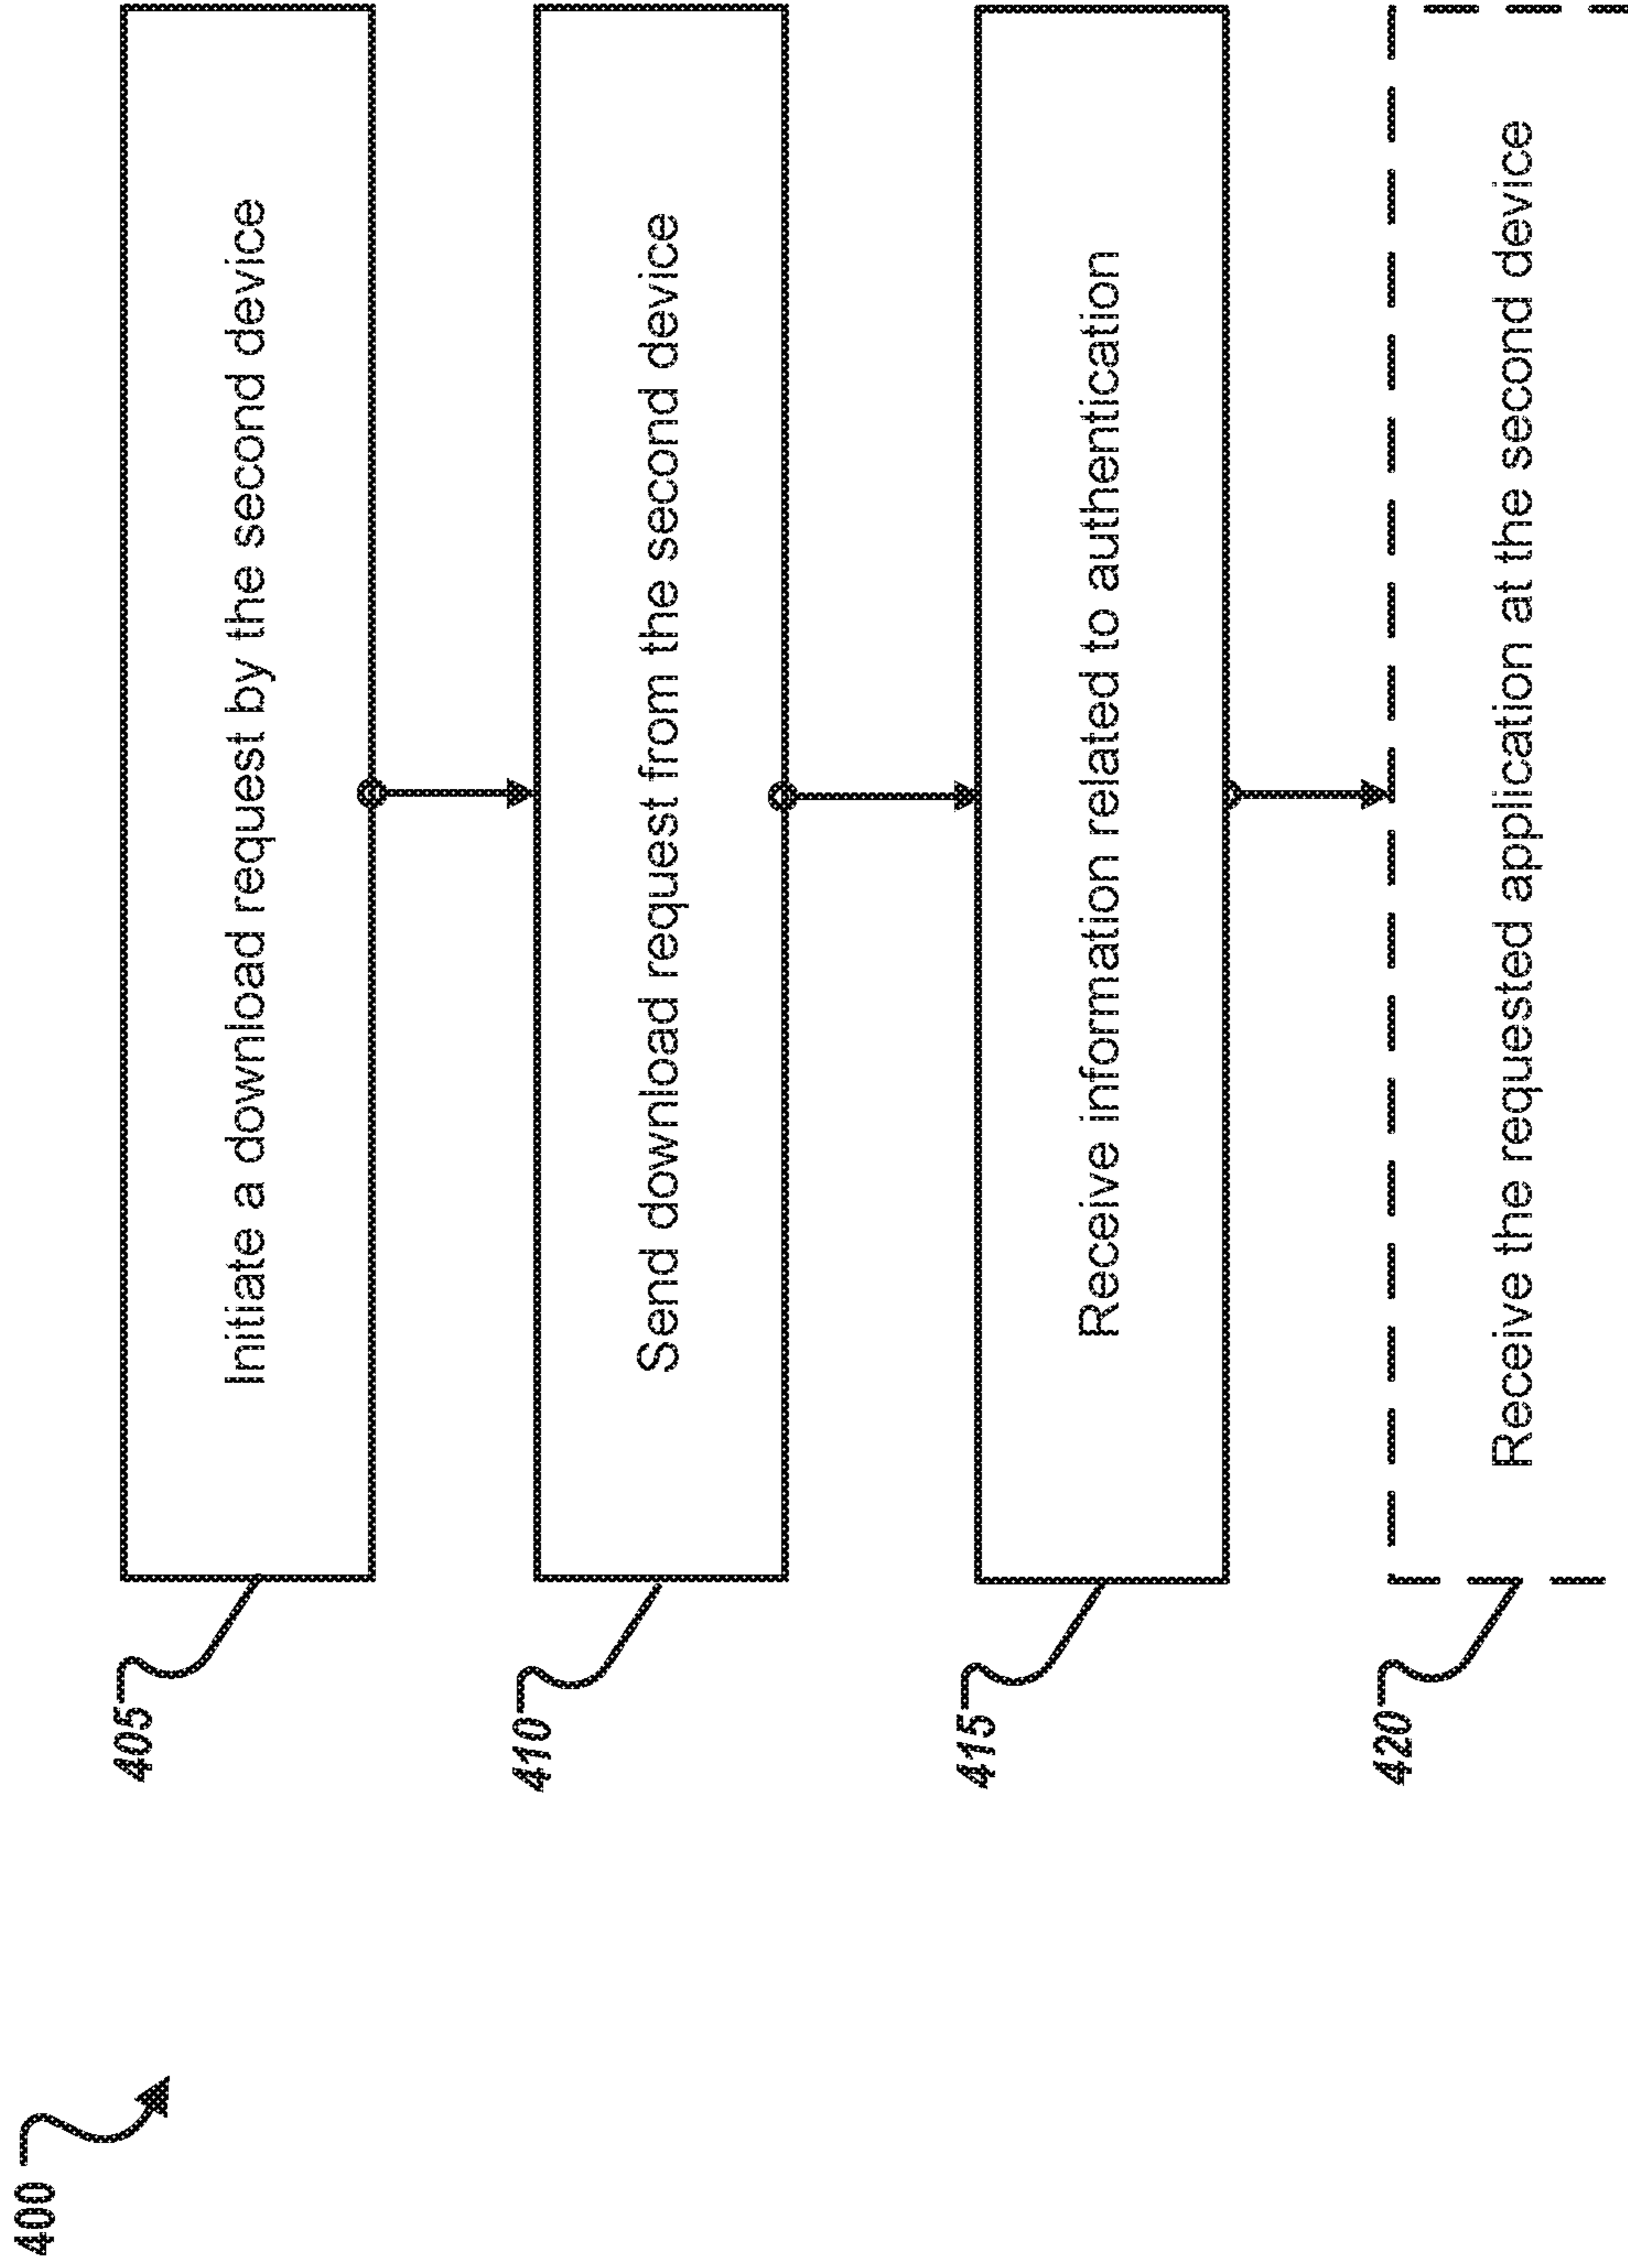 400
405
Initiate a download request by the second device
410
Send download request from the second device
415
Receive information related to authentication
420
Receive the requested application at the second device